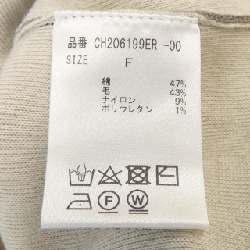 品番 CH206199ER -00
SIZE F
綿 47%
毛 43%
ナイロン 9%
ポリウレタン 1%
F W